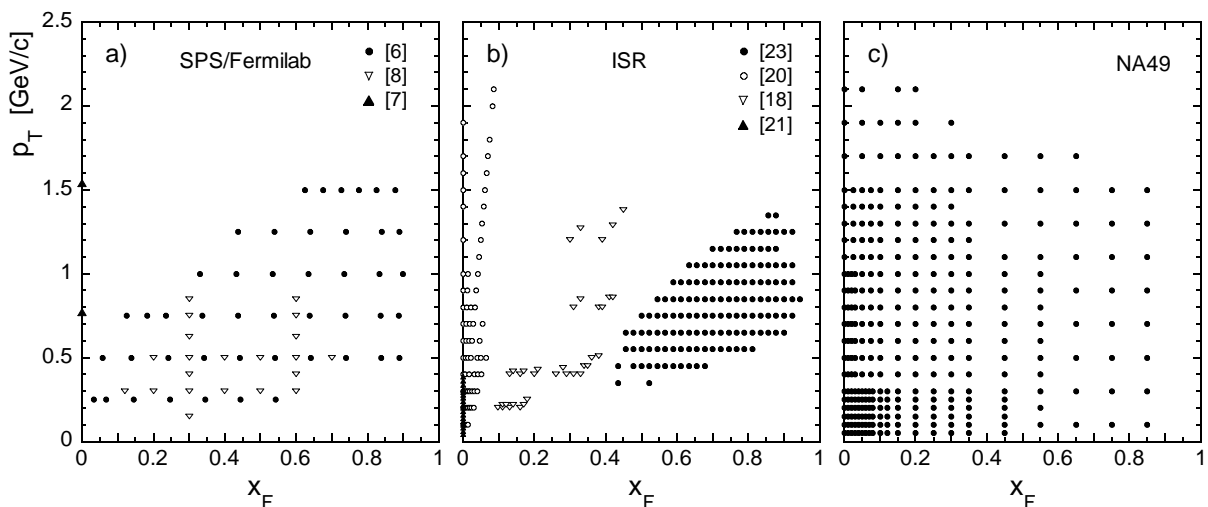 a)
SPS/Fermilab
[6]
[8]
[7]
b)
ISR
[23]
[20]
[18]
[21]
c)
NA49
p_T [GeV/c]
2.5
2
1.5
1
0.5
0
0 0.2 0.4 0.6 0.8 1
0 0.2 0.4 0.6 0.8 1
0 0.2 0.4 0.6 0.8 1
x_F
x_F
x_F